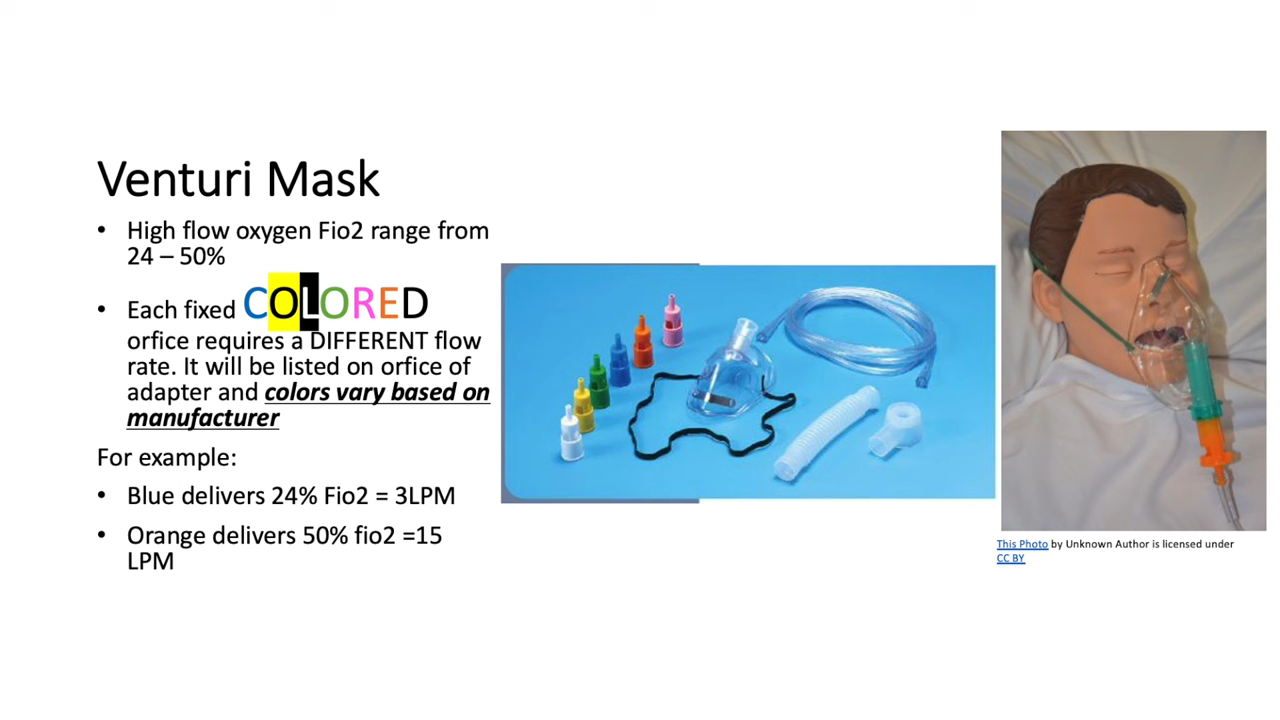 Venturi Mask
• High flow oxygen Fio2 range from
24 – 50%
• Each fixed COLORED
orfice requires a DIFFERENT flow
rate. It will be listed on orfice of
adapter and colors vary based on
manufacturer
For example:
• Blue delivers 24% Fio2 = 3LPM
• Orange delivers 50% fio2 =15
LPM
This Photo by Unknown Author is licensed under
CC BY